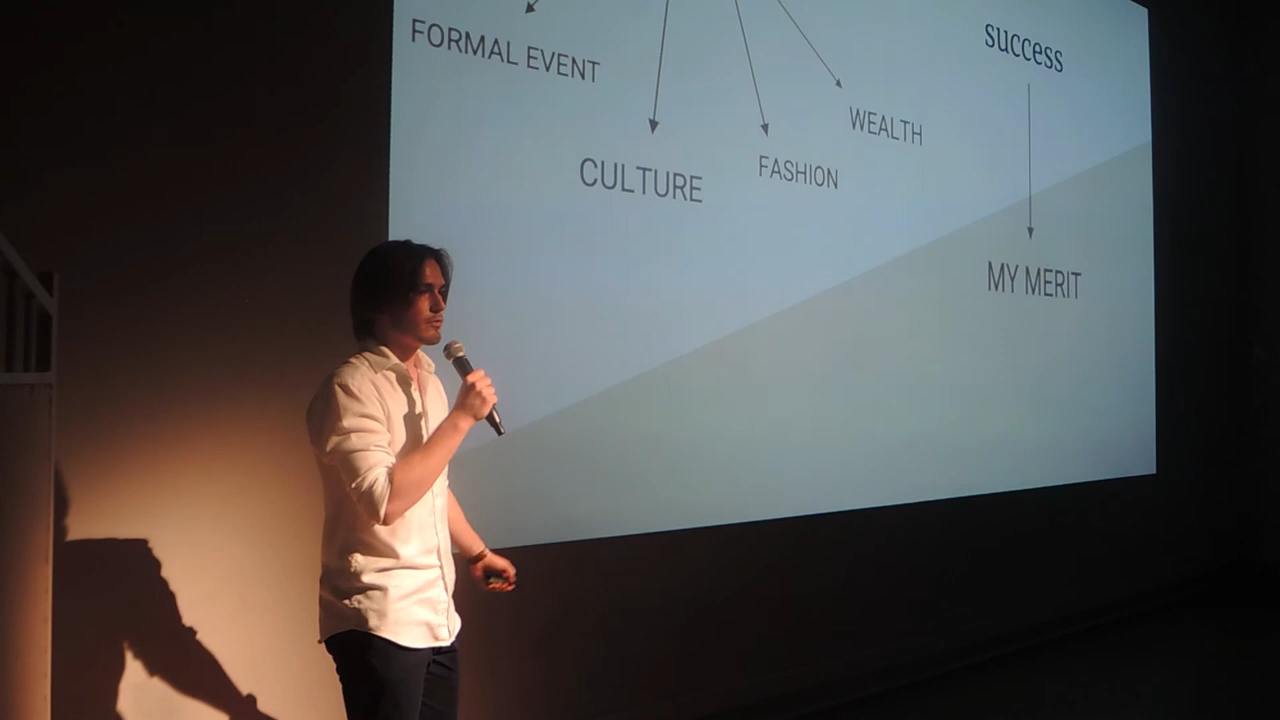 FORMAL EVENT
CULTURE
FASHION
WEALTH
success
MY MERIT